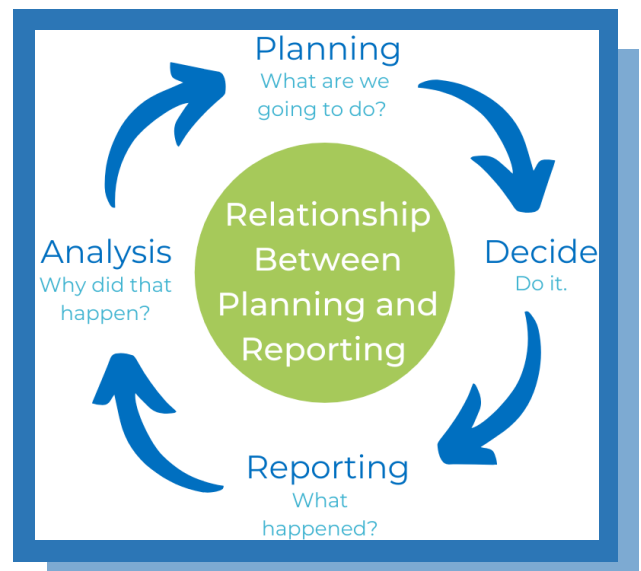 Planning
What are we
going to do?
Relationship
Between
Planning and
Reporting
Analysis
Why did that
happen?
Decide
Do it.
Reporting
What
happened?